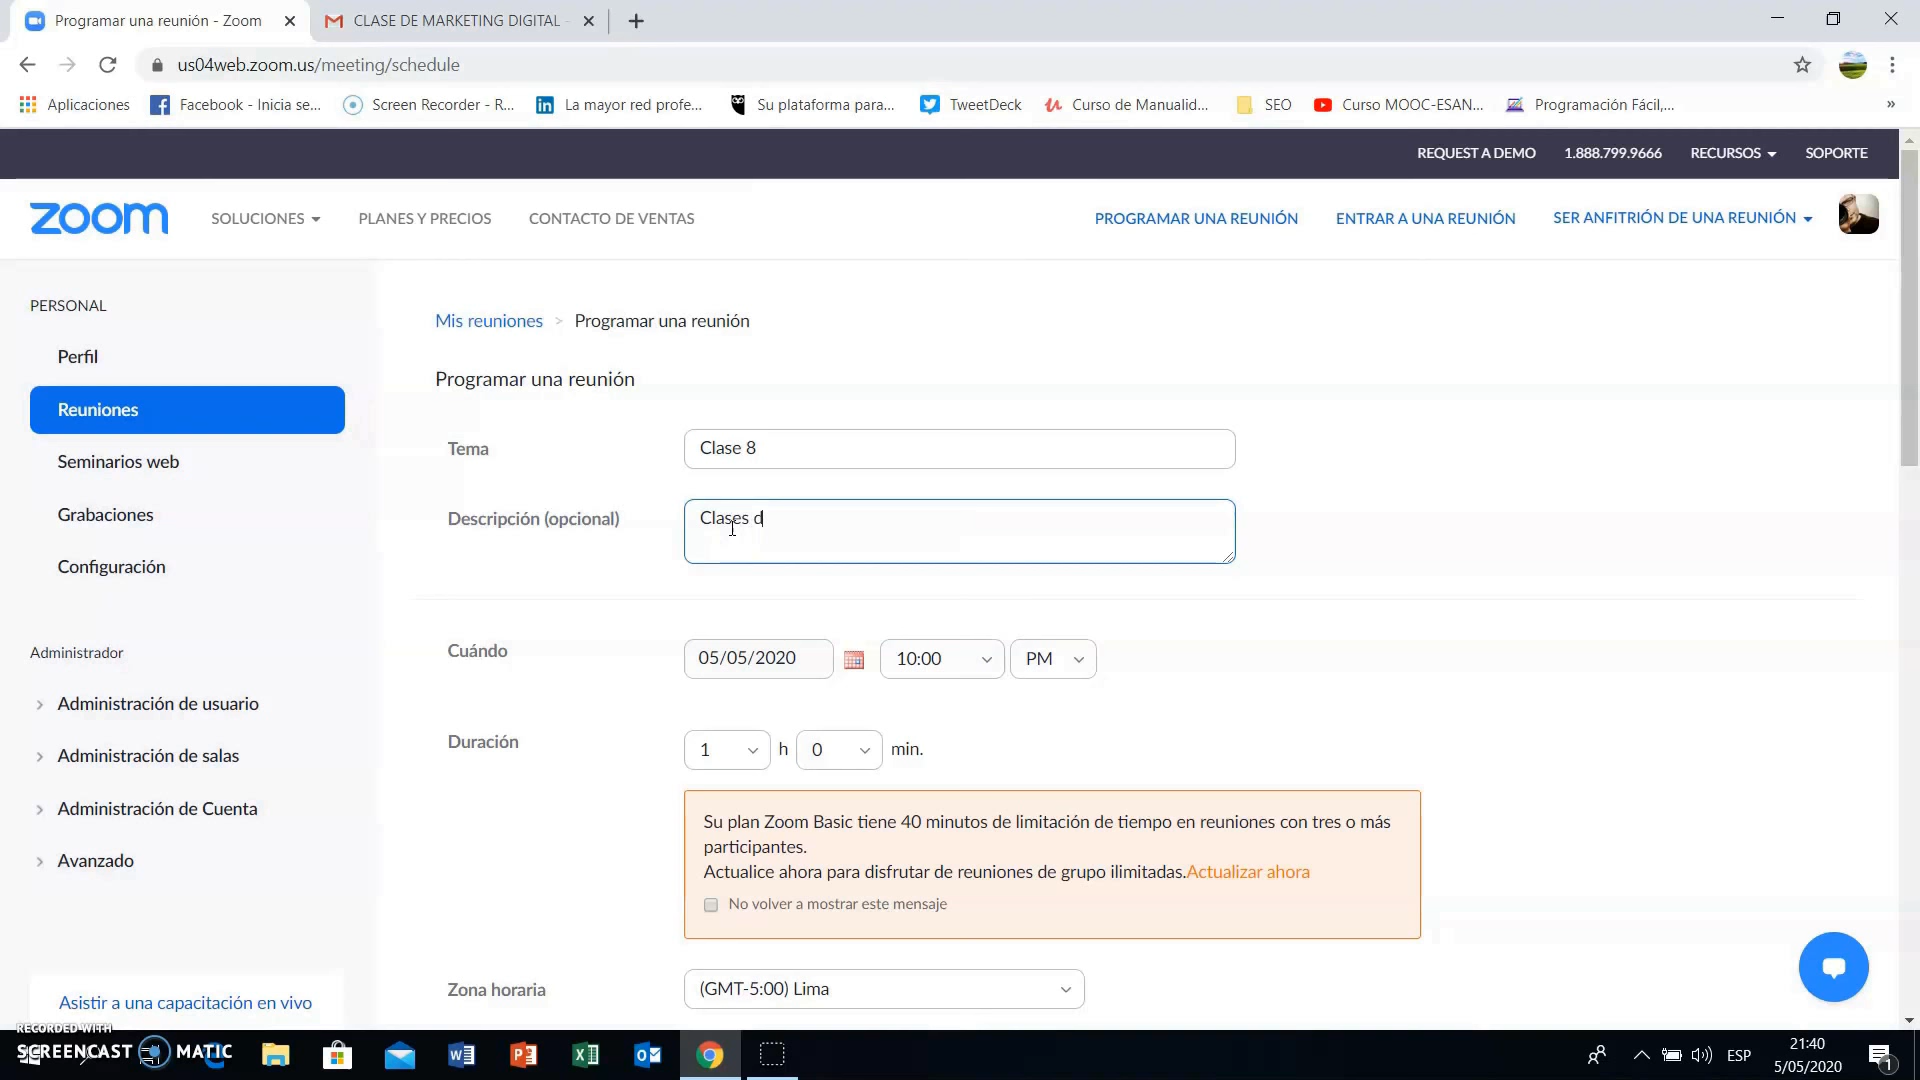 Programar una reunión - Zoom
CLASE DE MARKETING DIGITAL -
us04web.zoom.us/meeting/schedule
Aplicaciones
Facebook - Inicia se...
Screen Recorder - R...
La mayor red profe...
Su plataforma para...
TweetDeck
Curso de Manualid...
SEO
Curso MOOC-ESAN...
Programación Fácil,...
»
REQUEST A DEMO
1.888.799.9666
RECURSOS
SOPORTE
zoom
SOLUCIONES
PLANES Y PRECIOS
CONTACTO DE VENTAS
PROGRAMAR UNA REUNIÓN
ENTRAR A UNA REUNIÓN
SER ANFITRIÓN DE UNA REUNIÓN
PERSONAL
Perfil
Reuniones
Seminarios web
Grabaciones
Configuración
Administrador
Administración de usuario
Administración de salas
Administración de Cuenta
Avanzado
Asistir a una capacitación en vivo
Mis reuniones > Programar una reunión
Programar una reunión
Tema
Clase 8
Descripción (opcional)
Clases d
Cuándo
05/05/2020
10:00
PM
Duración
1 h 0 min.
Su plan Zoom Basic tiene 40 minutos de limitación de tiempo en reuniones con tres o más
participantes.
Actualice ahora para disfrutar de reuniones de grupo ilimitadas.Actualizar ahora
No volver a mostrar este mensaje
Zona horaria
(GMT-5:00) Lima
RECORDED WITH
SCREENCAST MATIC
ESP
21:40
5/05/2020
1